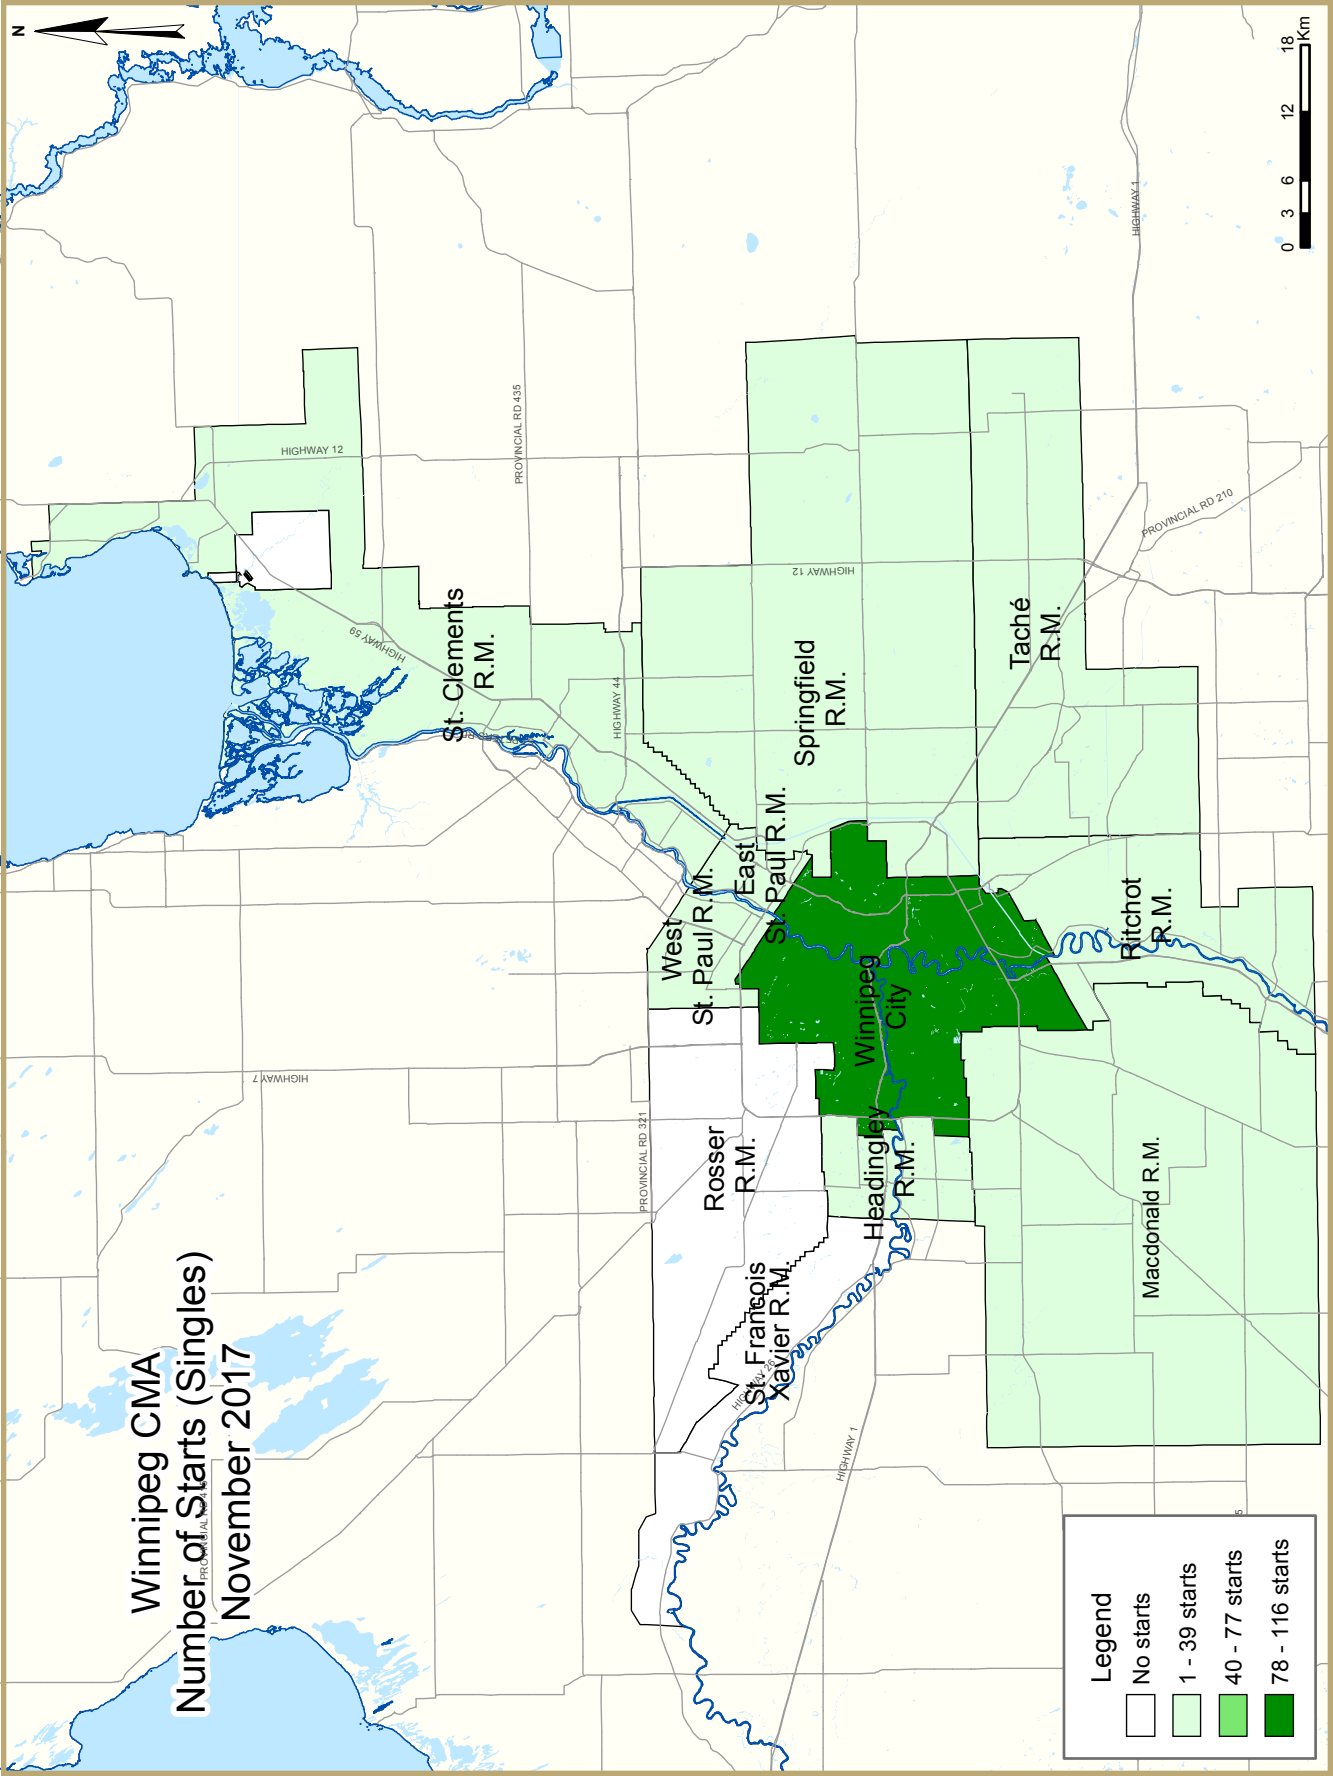 Winnipeg CMA
Number of Starts (Singles)
November 2017
N
HIGHWAY 12
PROVINCIAL RD 435
HIGHWAY 59
St. Clements
R.M.
HIGHWAY 44
HIGHWAY 7
PROVINCIAL RD 321
West
St. Paul R.M.
East
St. Paul R.M.
Rosser
R.M.
St. Francois
Xavier R.M.
HIGHWAY 26
Springfield
R.M.
HIGHWAY 12
Winnipeg
City
Headingley
R.M.
HIGHWAY 1
Taché
R.M.
HIGHWAY 1
PROVINCIAL RD 210
Ritchot
R.M.
Macdonald R.M.
5
Legend
No starts
1 - 39 starts
40 - 77 starts
78 - 116 starts
0 3 6 12 18
Km